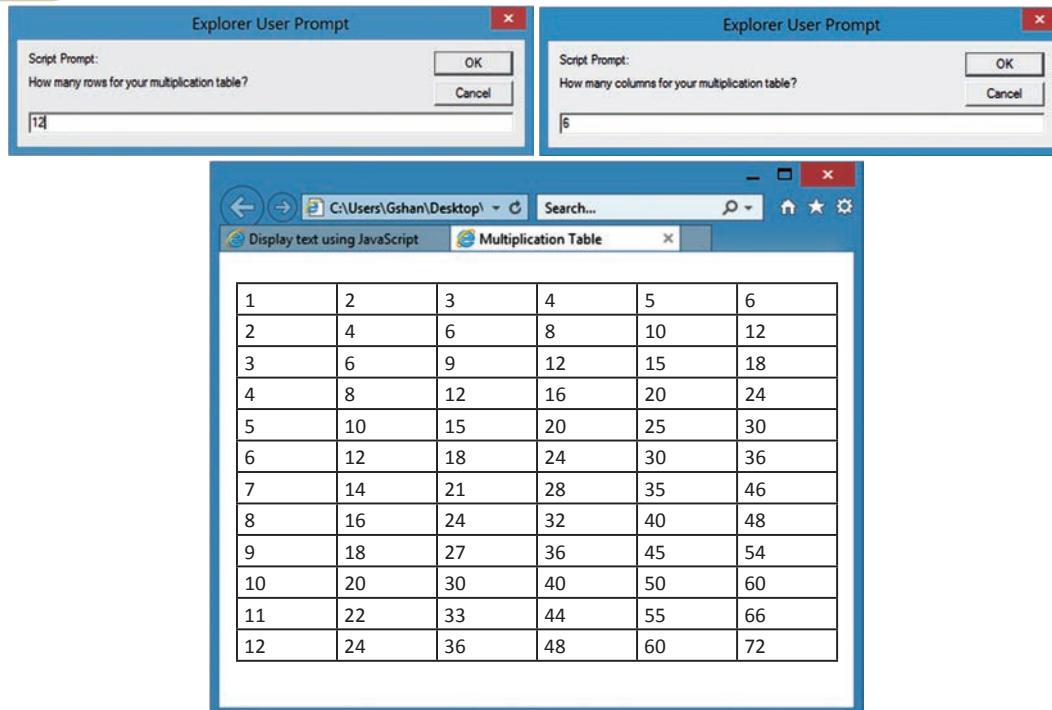 Explorer User Prompt
Script Prompt:
How many rows for your multiplication table?
OK
Cancel
12
Explorer User Prompt
Script Prompt:
How many columns for your multiplication table?
OK
Cancel
6
C:\Users\Gshan\Desktop\
Search...
Display text using JavaScript
Multiplication Table
1 2 3 4 5 6
2 4 6 8 10 12
3 6 9 12 15 18
4 8 12 16 20 24
5 10 15 20 25 30
6 12 18 24 30 36
7 14 21 28 35 46
8 16 24 32 40 48
9 18 27 36 45 54
10 20 30 40 50 60
11 22 33 44 55 66
12 24 36 48 60 72